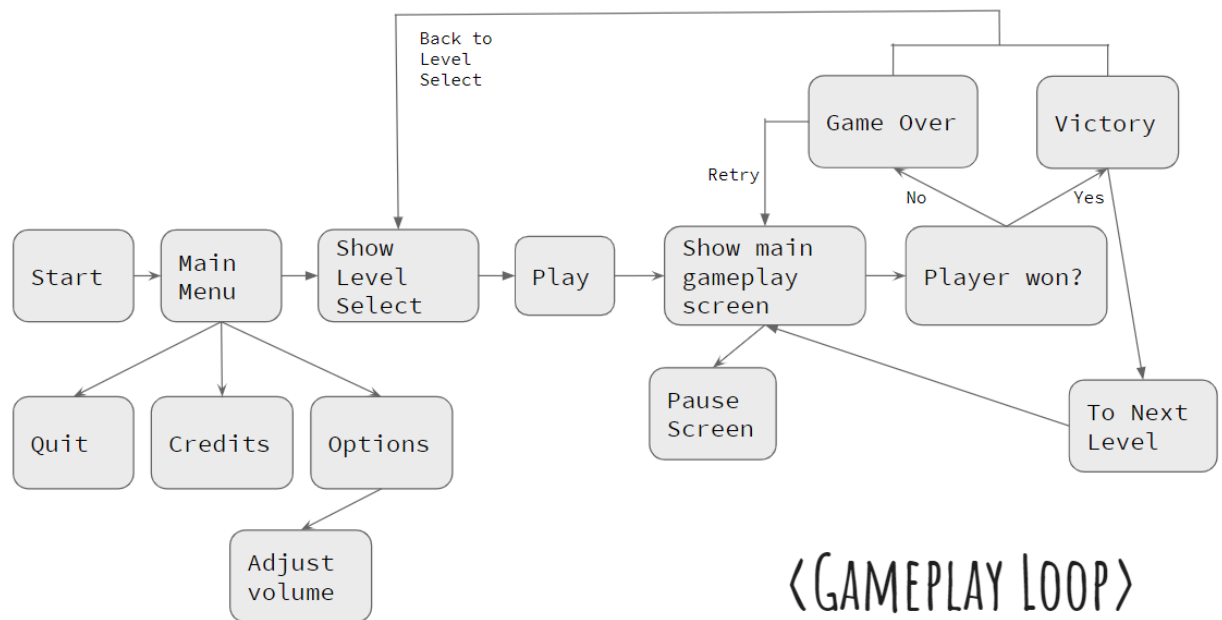 Back to
Level
Select
Game Over
Victory
Retry
No
Yes
Start
Main
Menu
Show
Level
Select
Play
Show main
gameplay
screen
Player won?
Quit
Credits
Options
Pause
Screen
To Next
Level
Adjust
volume
<GAMEPLAY LOOP>